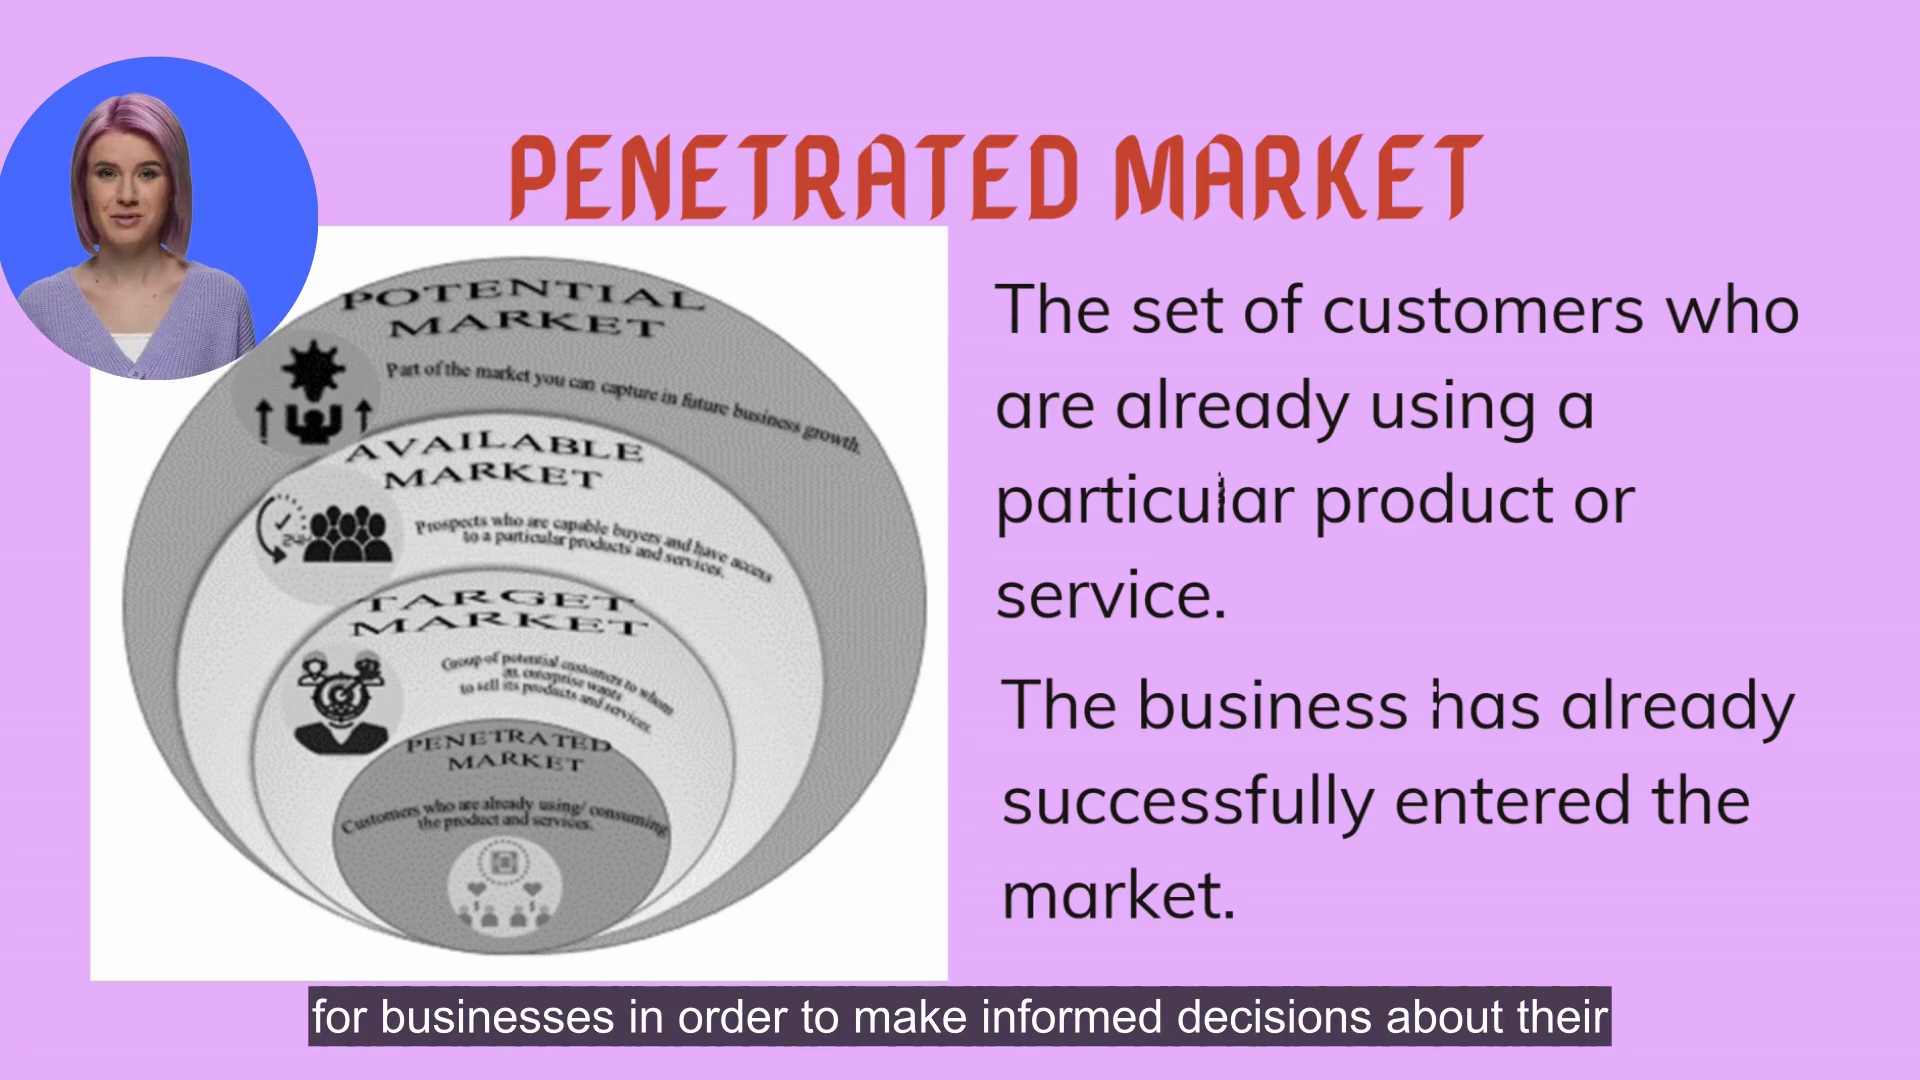 PENETRATED MARKET
POTENTIAL
MARKET
Part of the market you can capture in future business growth.
AVAILABLE
MARKET
Prospects who are capable buyers and have access
to a particular products and services.
24H
TARGET
MARKET
Group of potential customers to whom
an enterprise wants
to sell its products and services.
PENETRATED
MARKET
Customers who are already using/ consuming
the product and services.
The set of customers who
are already using a
particular product or
service.
The business has already
successfully entered the
market.
for businesses in order to make informed decisions about their